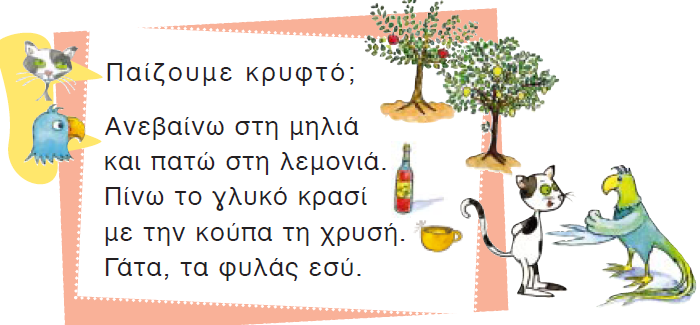 Παίζουμε κρυφτό;
Ανεβαίνω στη μηλιά
και πατώ στη λεμονιά.
Πίνω το γλυκό κρασί
με την κούπα τη χρυσή.
Γάτα, τα φυλάς εσύ.